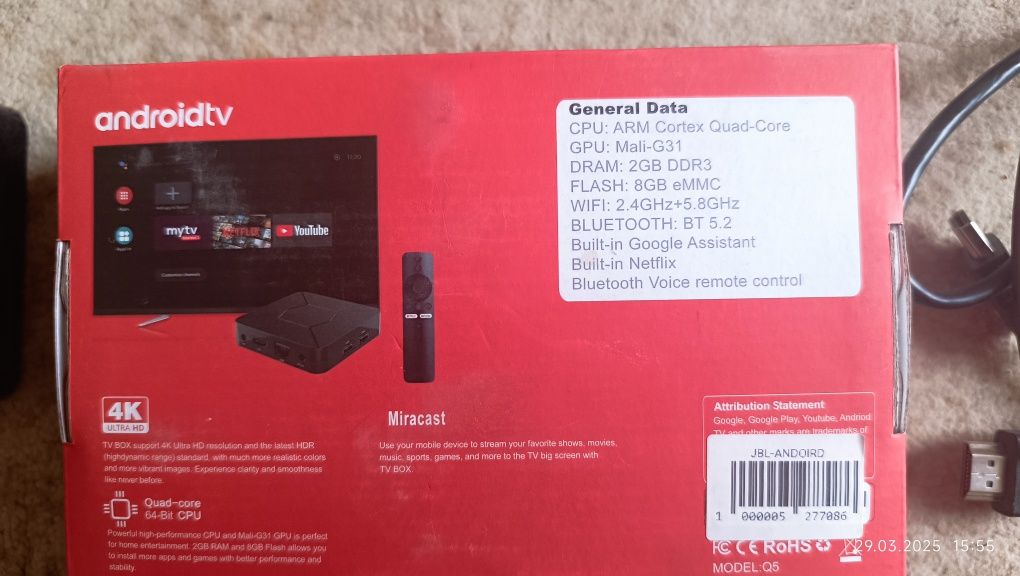 androidtv
11:20
mytv
NETFLIX
YouTube
Customise channels
General Data
CPU: ARM Cortex Quad-Core
GPU: Mali-G31
DRAM: 2GB DDR3
FLASH: 8GB eMMC
WIFI: 2.4GHz+5.8GHz
BLUETOOTH: BT 5.2
Built-in Google Assistant
Built-in Netflix
Bluetooth Voice remote control
4K
ULTRA HD
TV BOX support 4K Ultra HD resolution and the latest HDR
(highdynamic range) standard, with much more realistic colors
and more vibrant images. Experience clarity and smoothness
like never before.
Quad-core
64-Bit CPU
Powerful high-performance CPU and Mali-G31 GPU is perfect
for home entertainment. 2GB RAM and 8GB Flash allows you
to install more apps and games with better performance and
stability.
Miracast
Use your mobile device to stream your favorite shows, movies,
music, sports, games, and more to the TV big screen with
TV BOX.
Attribution Statement
Google, Google Play, Youtube, Andriod
TV and other marks are trademarks of
JBL-ANDOIRD
1 000005 277086
FC CE RoHS
MODEL:Q5
29.03.2025 15:55